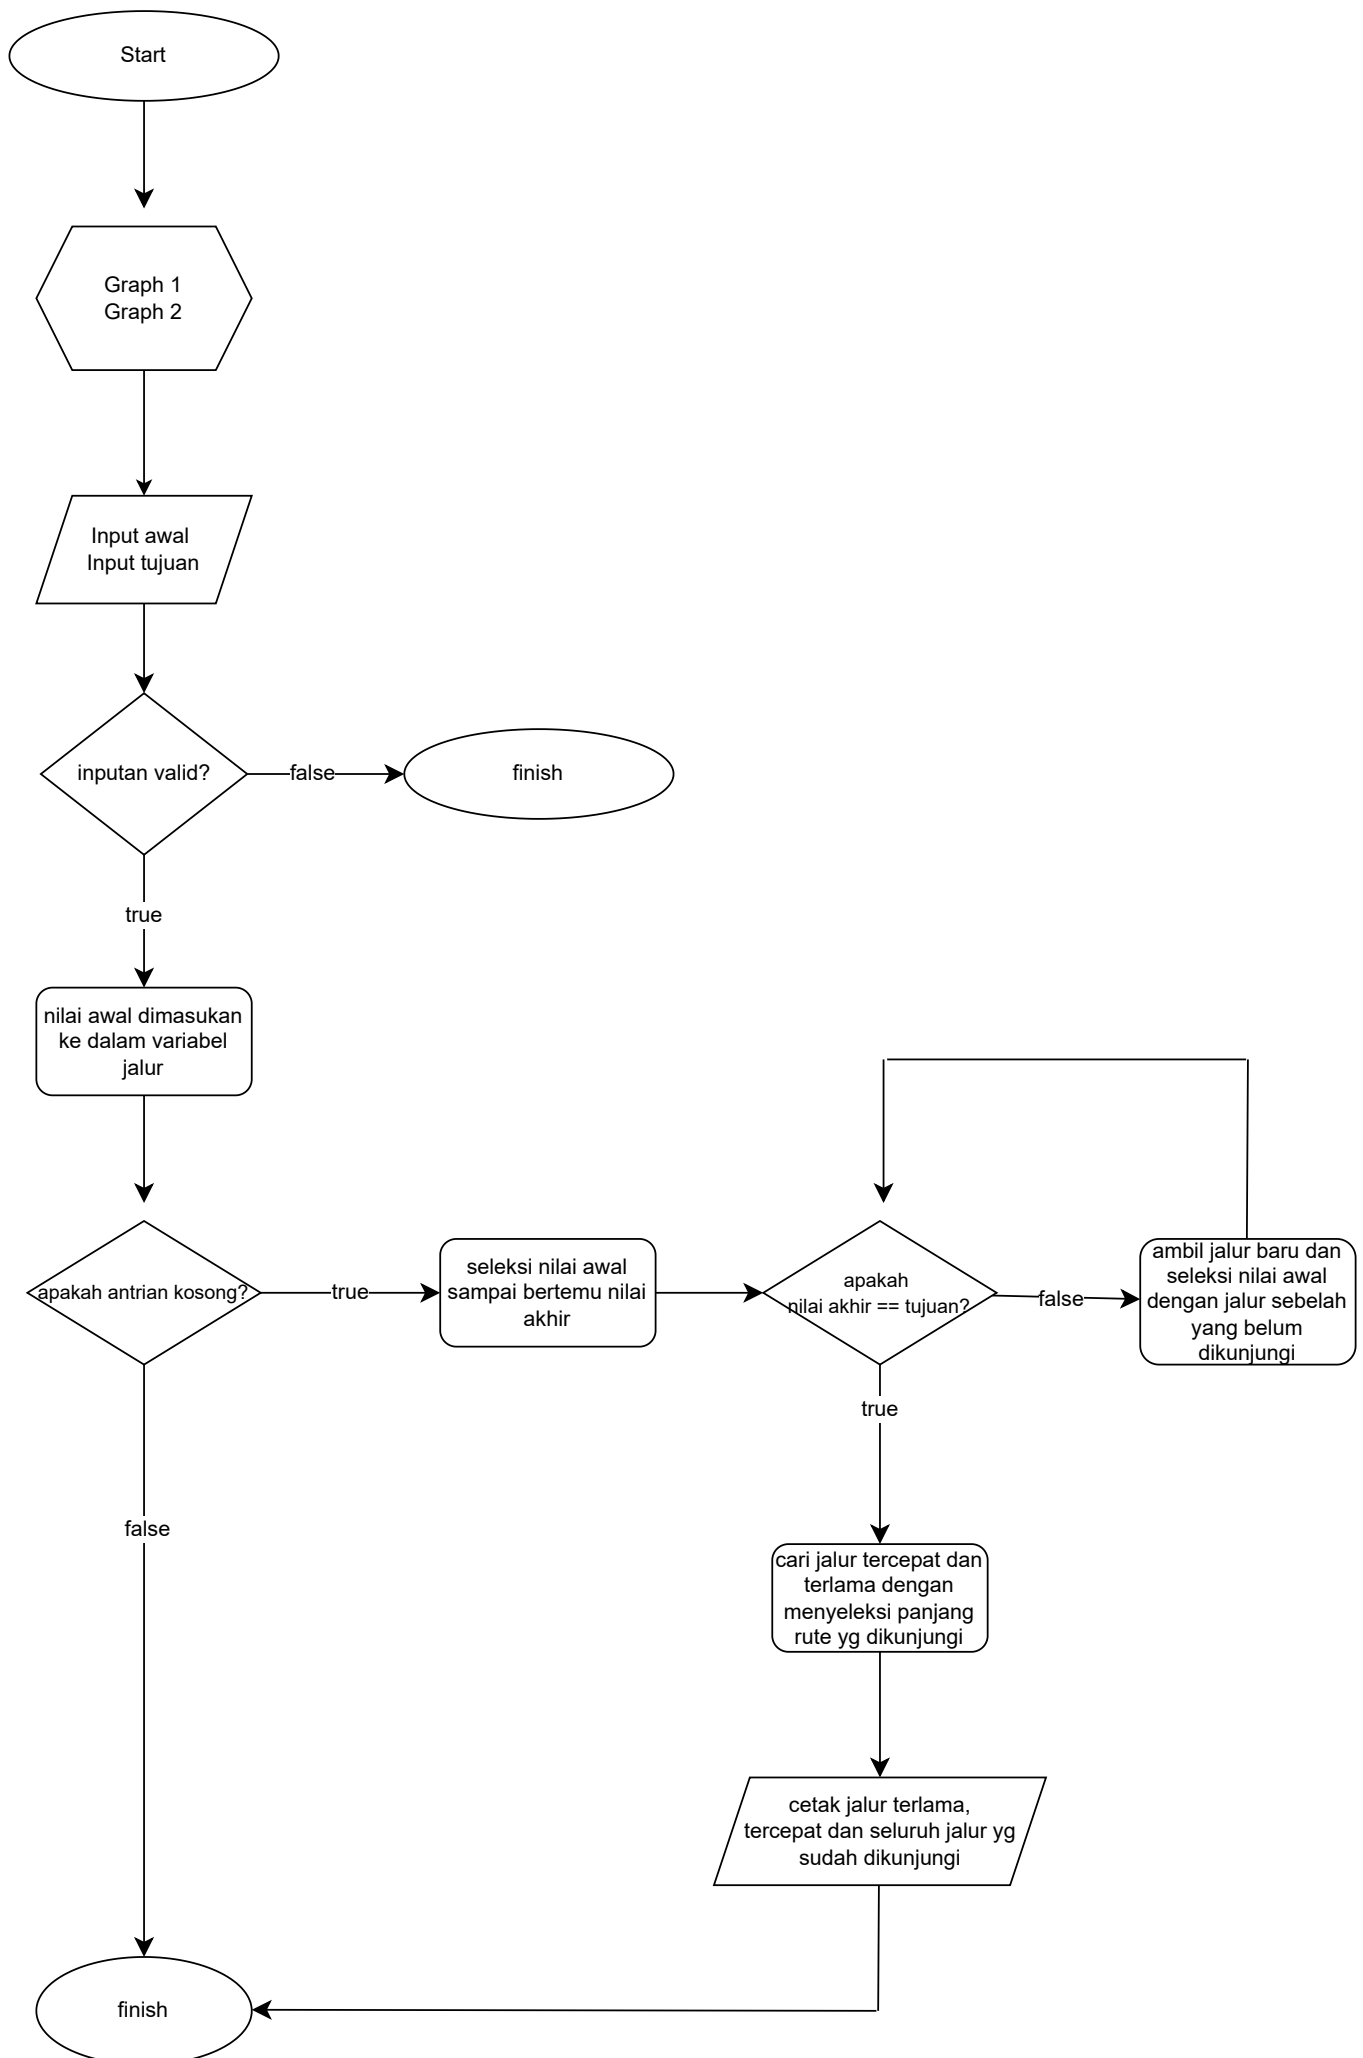 Start
Graph 1
Graph 2
Input awal
Input tujuan
inputan valid?
false
finish
true
nilai awal dimasukan
ke dalam variabel
jalur
apakah antrian kosong?
true
seleksi nilai awal
sampai bertemu nilai
akhir
apakah
nilai akhir == tujuan?
false
ambil jalur baru dan
seleksi nilai awal
dengan jalur sebelah
yang belum
dikunjungi
true
false
cari jalur tercepat dan
terlama dengan
menyeleksi panjang
rute yg dikunjungi
cetak jalur terlama,
tercepat dan seluruh jalur yg
sudah dikunjungi
finish